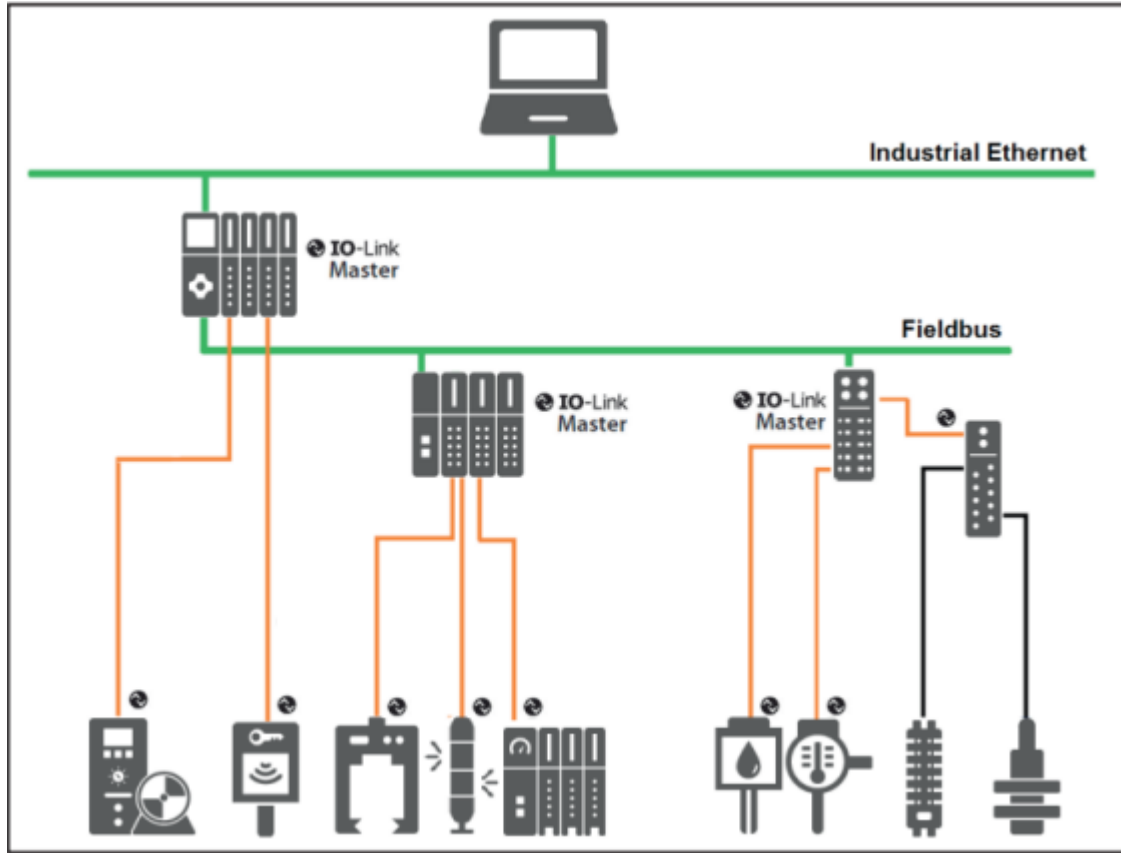 Industrial Ethernet
IO-Link
Master
Fieldbus
IO-Link
Master
IO-Link
Master